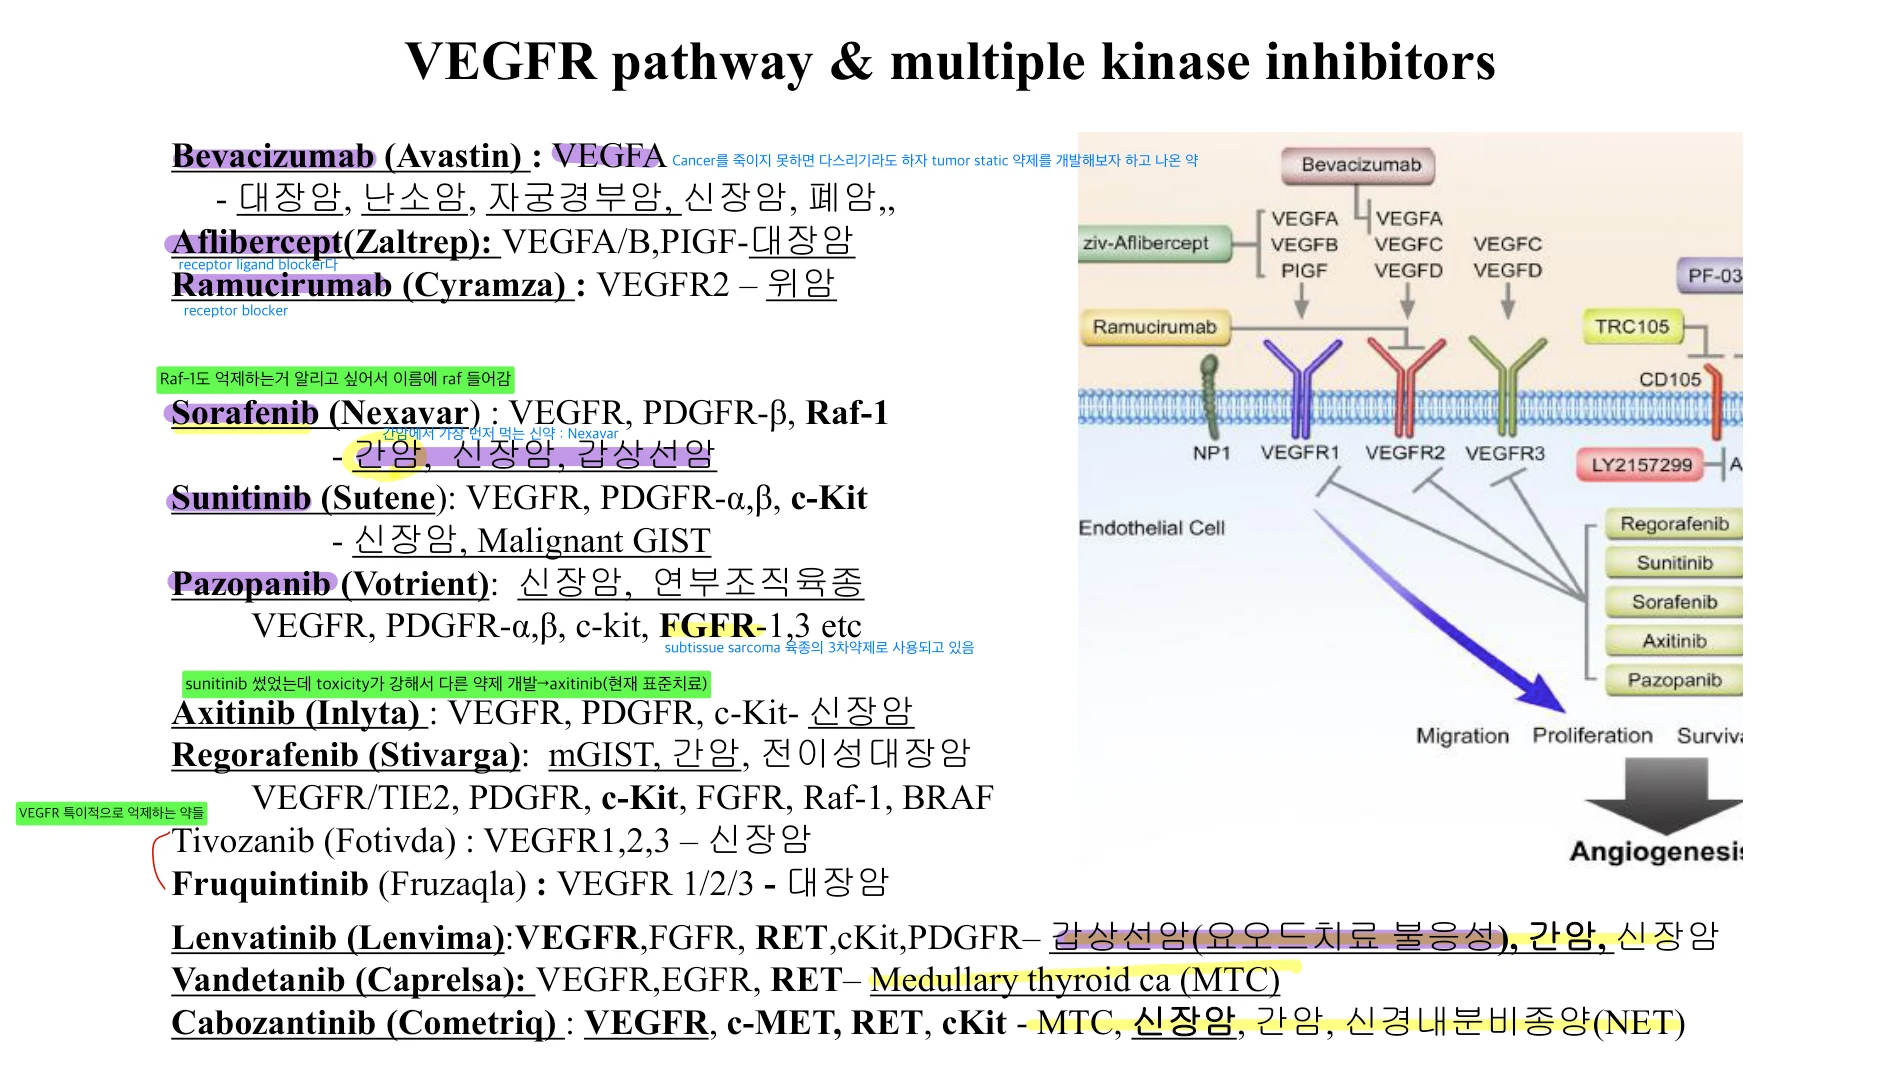 VEGFR pathway & multiple kinase inhibitors
Bevacizumab (Avastin) : VEGFA
Cancer를 죽이지 못하면 다스리기라도 하자 tumor static 약제를 개발해보자 하고 나온 약
- 대장암, 난소암, 자궁경부암, 신장암, 폐암,,
Aflibercept(Zaltrep): VEGFA/B,PIGF-대장암
receptor ligand blocker다
Ramucirumab (Cyramza) : VEGFR2 – 위암
receptor blocker
Raf-1도 억제하는거 알리고 싶어서 이름에 raf 들어감
Sorafenib (Nexavar) : VEGFR, PDGFR-β, Raf-1
간암에서 가장 먼저 먹는 신약 : Nexavar
- 간암, 신장암, 갑상선암
Sunitinib (Sutene): VEGFR, PDGFR-α,β, c-Kit
- 신장암, Malignant GIST
Pazopanib (Votrient): 신장암, 연부조직육종
VEGFR, PDGFR-α,β, c-kit, FGFR-1,3 etc
subtissue sarcoma 육종의 3차약제로 사용되고 있음
sunitinib 썼었는데 toxicity가 강해서 다른 약제 개발→axitinib(현재 표준치료)
Axitinib (Inlyta) : VEGFR, PDGFR, c-Kit- 신장암
Regorafenib (Stivarga): mGIST, 간암, 전이성대장암
VEGFR/TIE2, PDGFR, c-Kit, FGFR, Raf-1, BRAF
VEGFR 특이적으로 억제하는 약들
Tivozanib (Fotivda) : VEGFR1,2,3 – 신장암
Fruquintinib (Fruzaqla) : VEGFR 1/2/3 - 대장암
Lenvatinib (Lenvima):VEGFR,FGFR, RET,cKit,PDGFR– 갑상선암(요오드치료 불응성), 간암, 신장암
Vandetanib (Caprelsa): VEGFR,EGFR, RET– Medullary thyroid ca (MTC)
Cabozantinib (Cometriq) : VEGFR, c-MET, RET, cKit - MTC, 신장암, 간암, 신경내분비종양(NET)
Bevacizumab
VEGFA VEGFA
ziv-Aflibercept VEGFB VEGFC VEGFC
PIGF VEGFD VEGFD
PF-03
Ramucirumab
TRC105
CD105
NP1 VEGFR1 VEGFR2 VEGFR3
LY2157299 A
Endothelial Cell
Regorafenib
Sunitinib
Sorafenib
Axitinib
Pazopanib
Migration Proliferation Surviva
Angiogenesis